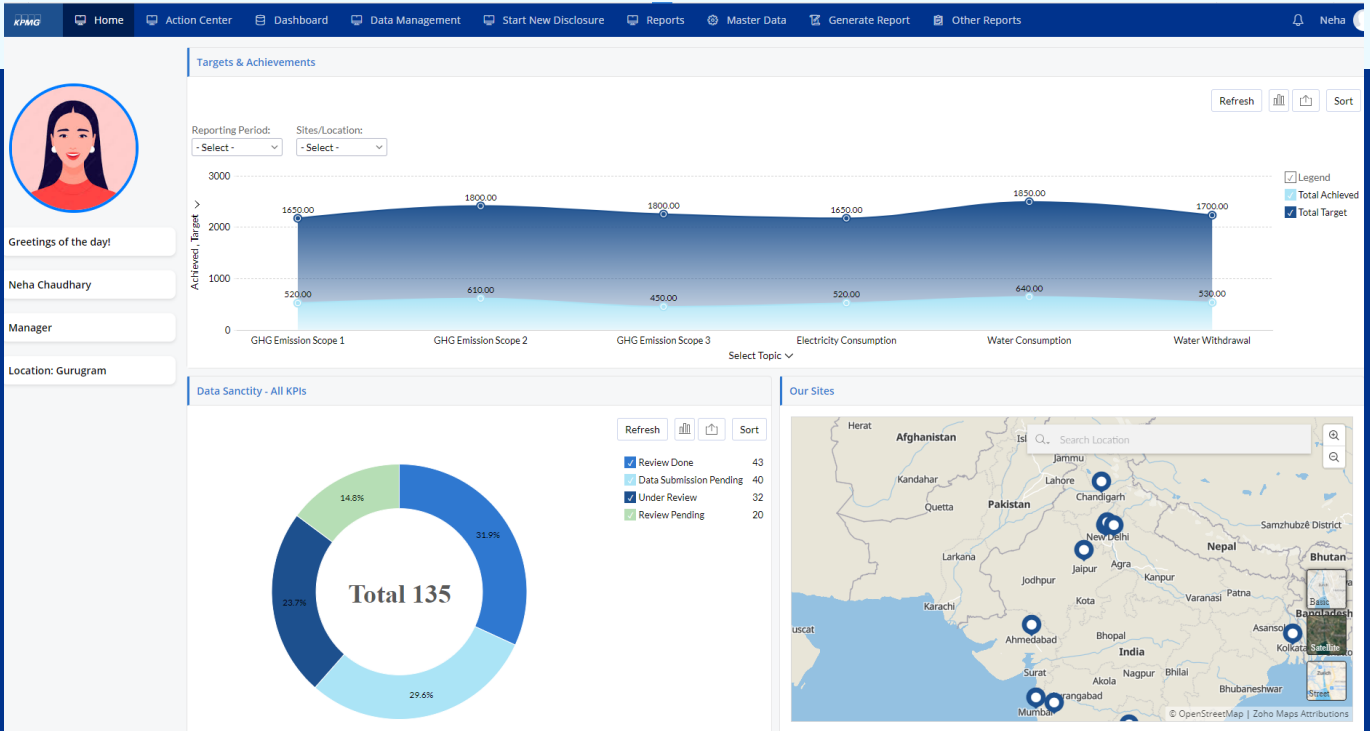 KPMG Home Action Center Dashboard Data Management Start New Disclosure Reports Master Data Generate Report Other Reports Neha
Greetings of the day!
Neha Chaudhary
Manager
Location: Gurugram
Targets & Achievements
Refresh Sort
Reporting Period: Sites/Location:
- Select - - Select -
Legend
Total Achieved
Total Target
Achieved , Target
3000
2000
1000
0
1650.00 1800.00 1800.00 1650.00 1850.00 1700.00
520.00 610.00 450.00 520.00 640.00 530.00
GHG Emission Scope 1 GHG Emission Scope 2 GHG Emission Scope 3 Electricity Consumption Water Consumption Water Withdrawal
Select Topic
Data Sanctity - All KPIs
Refresh Sort
Review Done 43
Data Submission Pending 40
Under Review 32
Review Pending 20
14.8%
31.9%
Total 135
23.7%
29.6%
Our Sites
Search Location
Herat
Afghanistan
Jammu
Kandahar
Lahore
Chandigarh
Quetta
Pakistan
Samzhubzê District
New Delhi
Nepal
Larkana
Bhutan
Jaipur
Agra
Jodhpur
Kanpur
Basic
Karachi
Kota
Varanasi
Patna
Bangladesh
uscat
Asansol
Ahmedabad
Bhopal
Kolkata
Satellite
India
Surat
Nagpur
Bhilai
Akola
Zurich
Bhubaneshwar
Street
rangabad
Mumbai
© OpenStreetMap | Zoho Maps Attributions